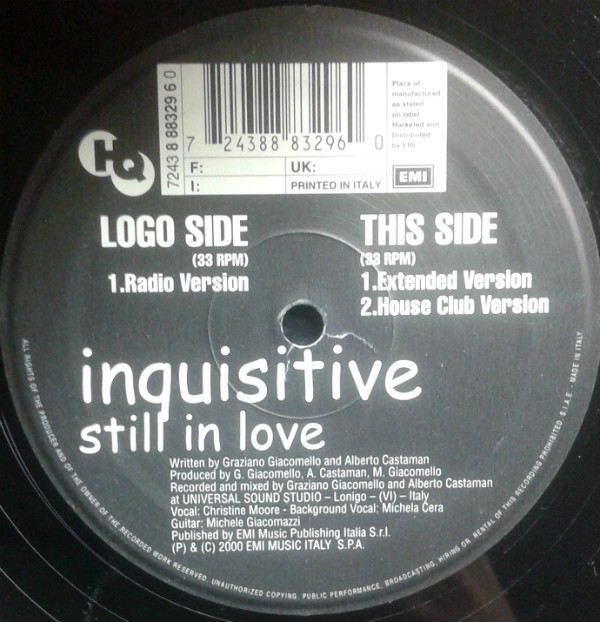 HQ
7243 8 88329 6 0
7 24388 83296 0
F:
UK:
I:
PRINTED IN ITALY
Place of
manufactured
as stated
on label
Marketed and
Distributed
by EMI
EMI
LOGO SIDE
(33 RPM)
1.Radio Version
THIS SIDE
(33 RPM)
1.Extended Version
2.House Club Version
inquisitive
still in love
Written by Graziano Giacomello and Alberto Castaman
Produced by G. Giacomello, A. Castaman, M. Giacomello
Recorded and mixed by Graziano Giacomello and Alberto Castaman
at UNIVERSAL SOUND STUDIO – Lonigo – (VI) – Italy
Vocal: Christine Moore - Background Vocal: Michela Cera
Guitar: Michele Giacomazzi
Published by EMI Music Publishing Italia S.r.l.
(P) & (C) 2000 EMI MUSIC ITALY S.P.A.
ALL RIGHTS OF THE PRODUCER AND OF THE OWNER OF THE RECORDED WORK RESERVED. UNAUTHORIZED COPYING, PUBLIC PERFORMANCE, BROADCASTING, HIRING OR RENTAL OF THIS RECORDING PROHIBITED. S.I.A.E. - MADE IN ITALY.